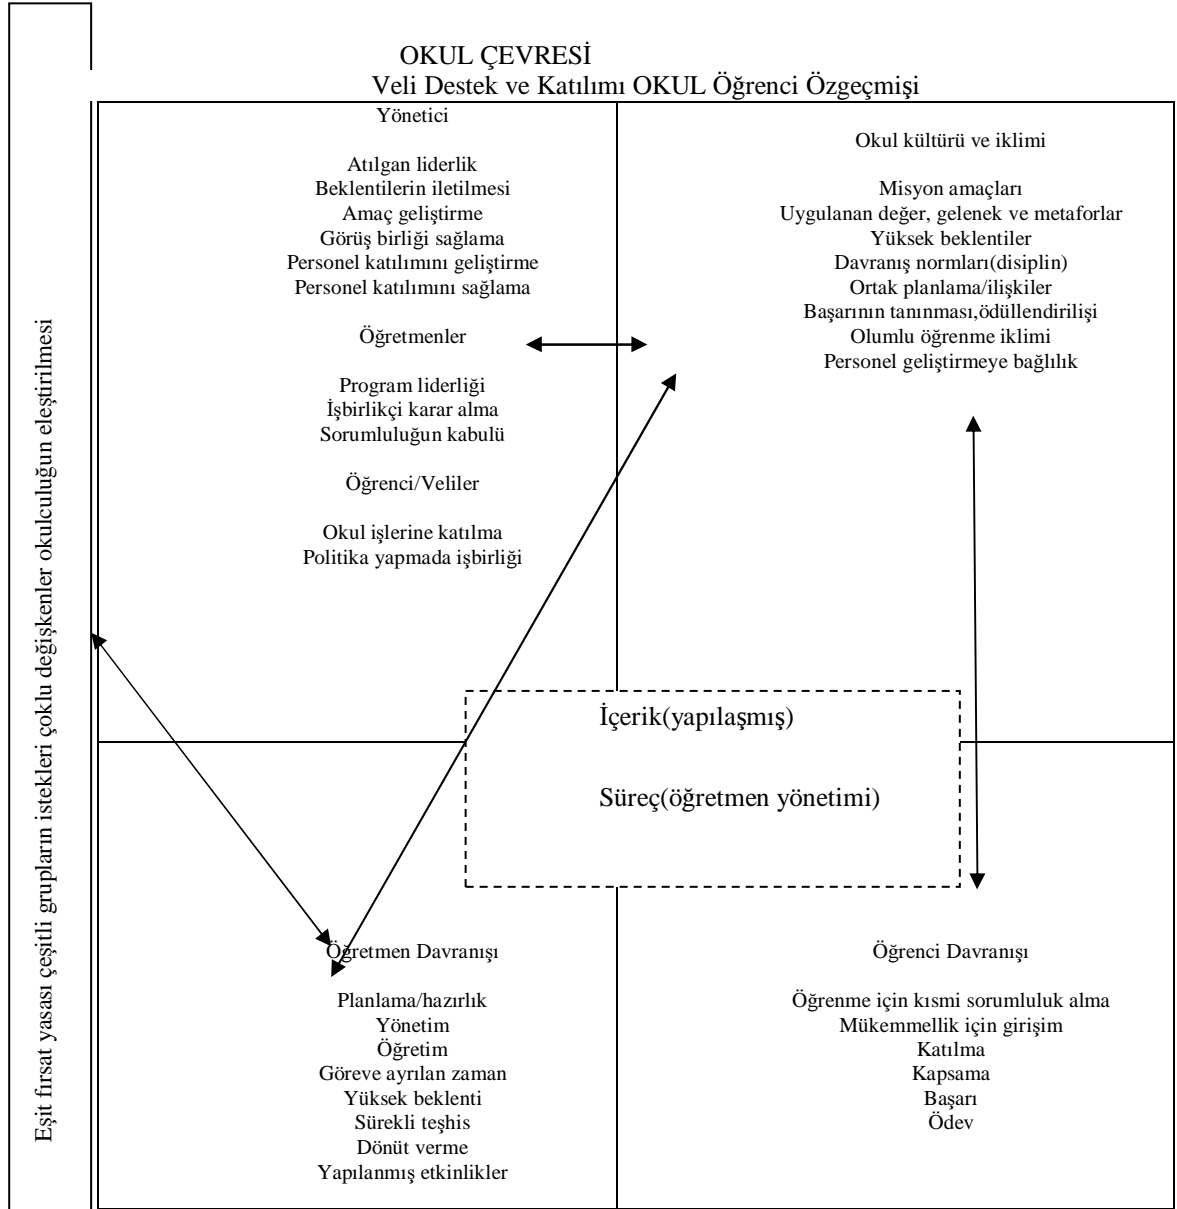 OKUL ÇEVRESİ
Veli Destek ve Katılımı OKUL Öğrenci Özgeçmişi
Eşit fırsat yasası çeşitli grupların istekleri çoklu değişkenler okulculuğun eleştirilmesi
Yönetici
Atılgan liderlik
Beklentilerin iletilmesi
Amaç geliştirme
Görüş birliği sağlama
Personel katılımını geliştirme
Personel katılımını sağlama
Öğretmenler
Program liderliği
İşbirlikçi karar alma
Sorumluluğun kabulü
Öğrenci/Veliler
Okul işlerine katılma
Politika yapmada işbirliği
Okul kültürü ve iklimi
Misyon amaçları
Uygulanan değer, gelenek ve metaforlar
Yüksek beklentiler
Davranış normları(disiplin)
Ortak planlama/ilişkiler
Başarının tanınması,ödüllendirilişi
Olumlu öğrenme iklimi
Personel geliştirmeye bağlılık
İçerik(yapılaşmış)
Süreç(öğretmen yönetimi)
Öğretmen Davranışı
Planlama/hazırlık
Yönetim
Öğretim
Göreve ayrılan zaman
Yüksek beklenti
Sürekli teşhis
Dönüt verme
Yapılanmış etkinlikler
Öğrenci Davranışı
Öğrenme için kısmi sorumluluk alma
Mükemmellik için girişim
Katılma
Kapsama
Başarı
Ödev